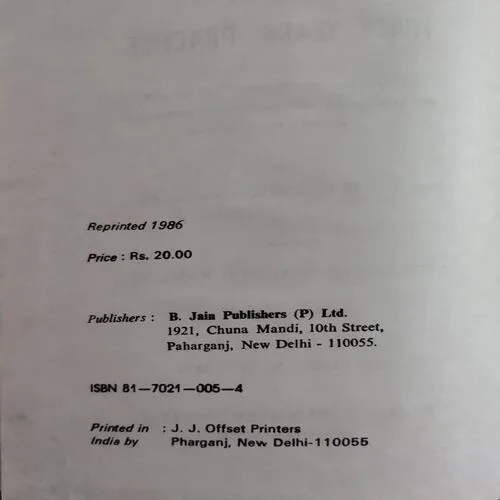 Reprinted 1986
Price : Rs. 20.00
Publishers : B. Jain Publishers (P) Ltd.
1921, Chuna Mandi, 10th Street,
Paharganj, New Delhi - 110055.
ISBN 81—7021—005—4
Printed in : J. J. Offset Printers
India by Pharganj, New Delhi-110055